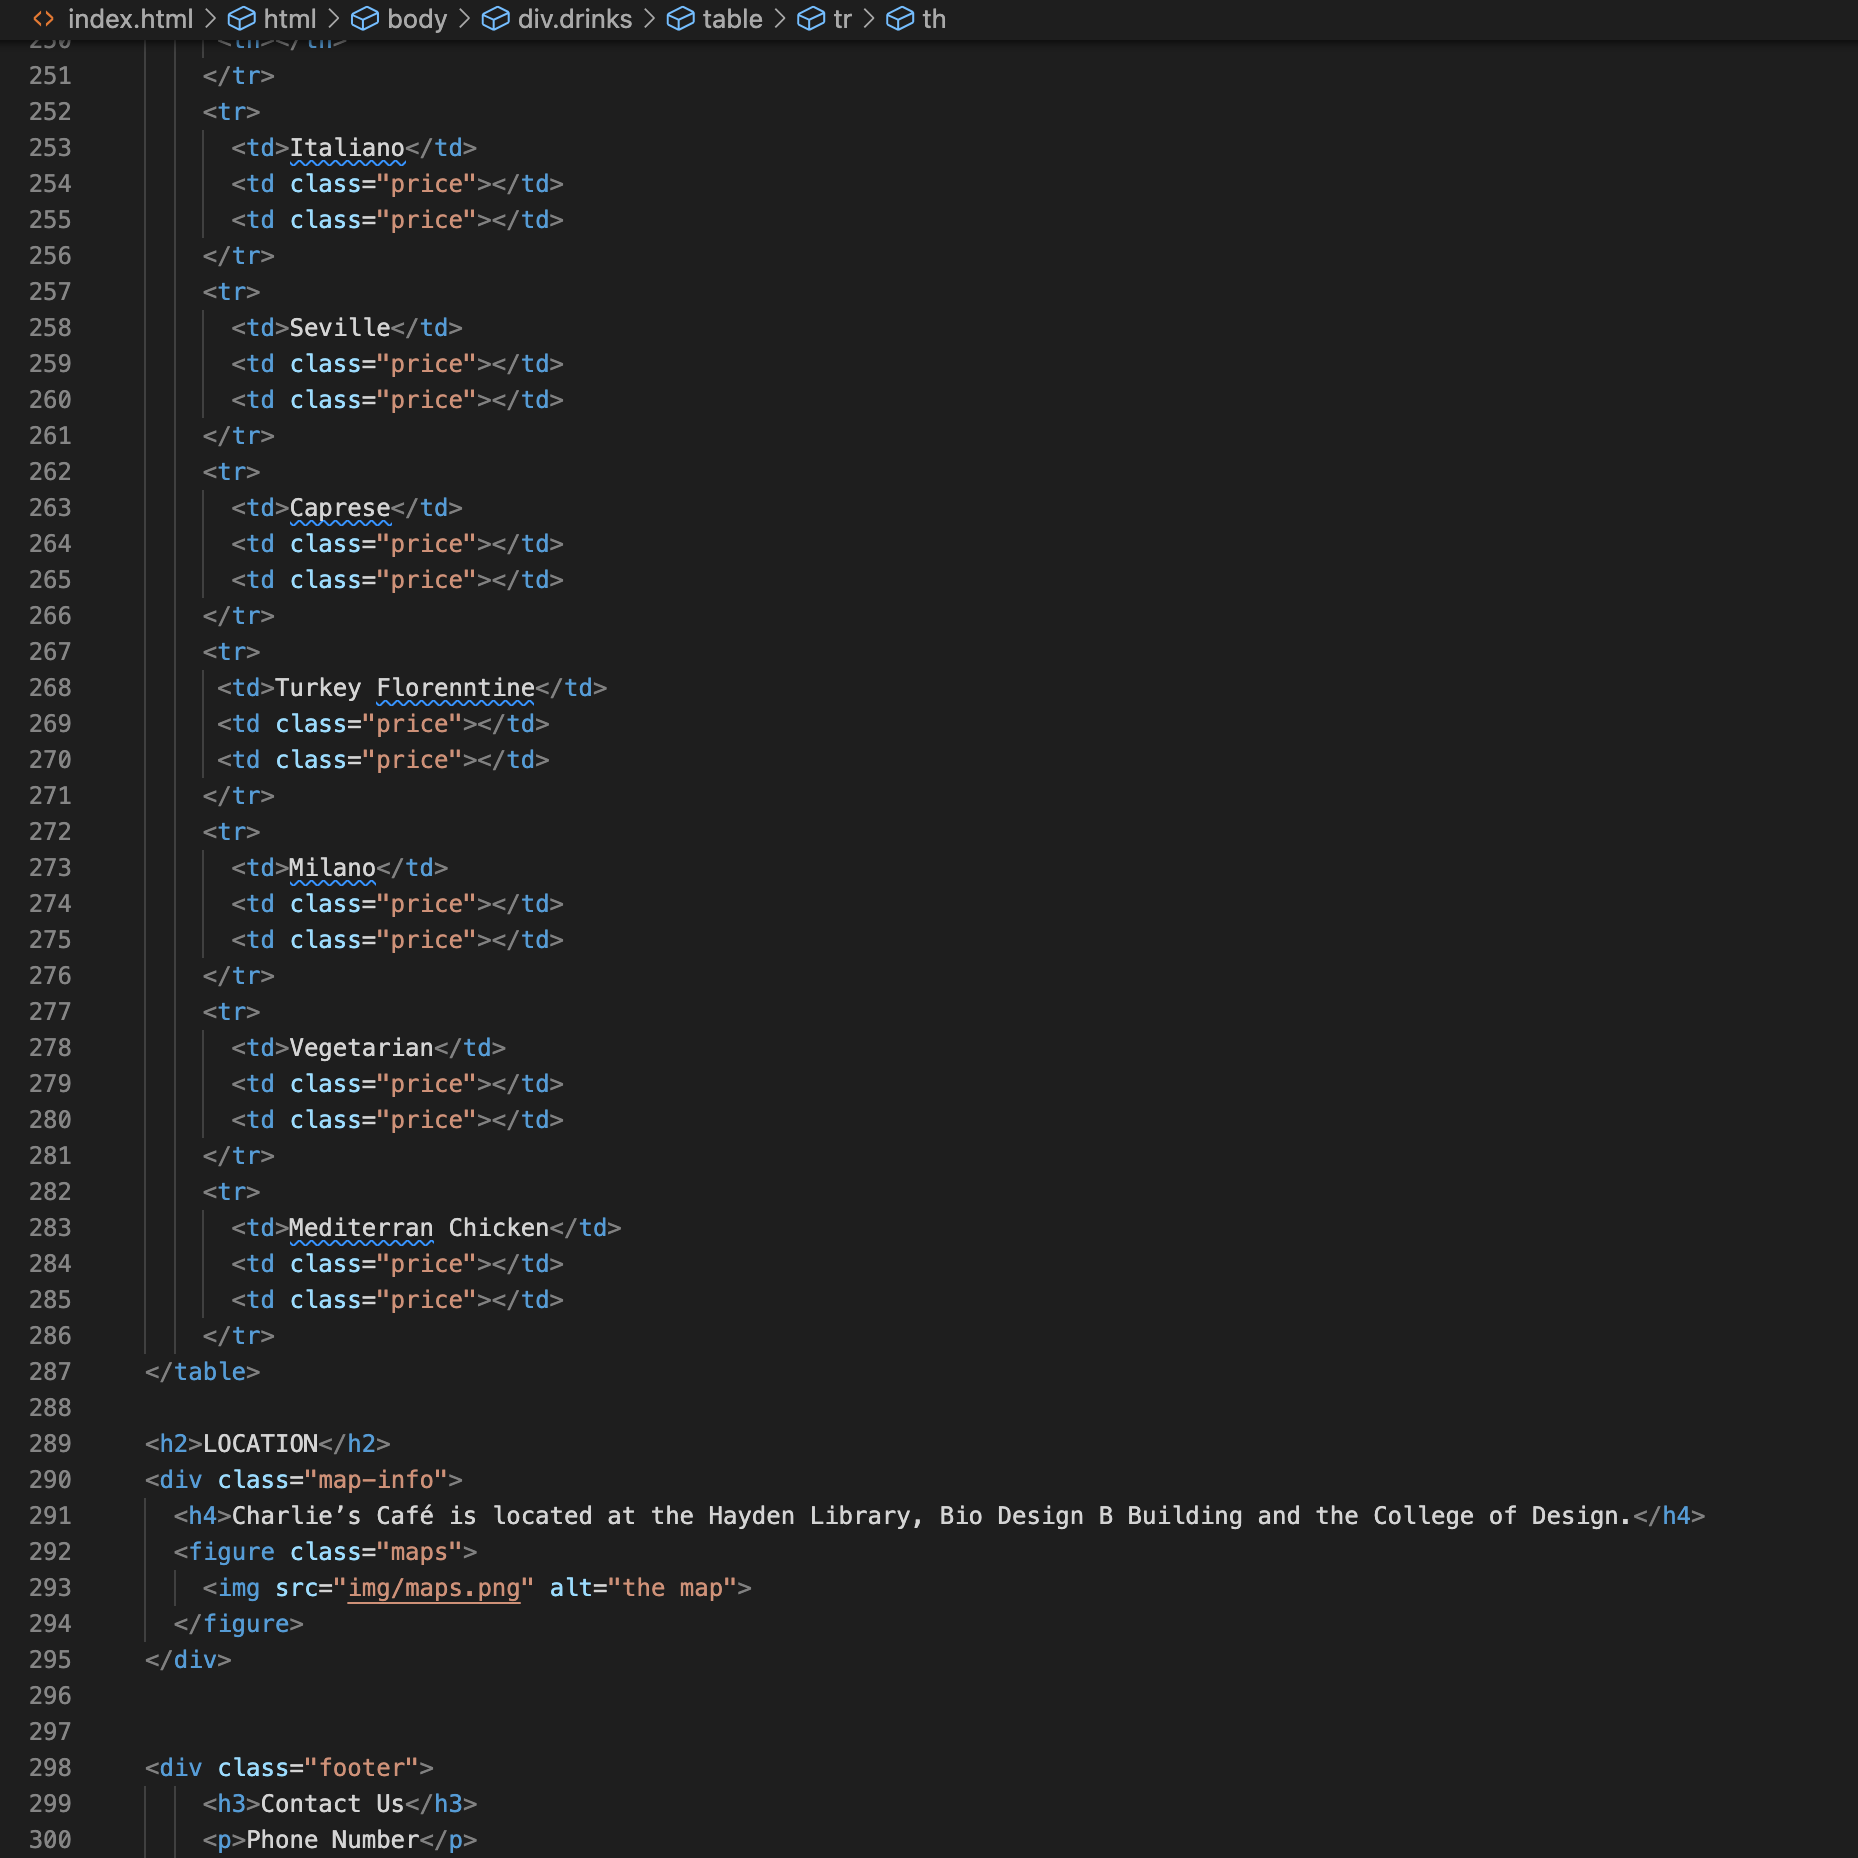 index.html > html > body > div.drinks > table > tr > th
250 <th></th>
251 </tr>
252 <tr>
253 <td>Italiano</td>
254 <td class="price"></td>
255 <td class="price"></td>
256 </tr>
257 <tr>
258 <td>Seville</td>
259 <td class="price"></td>
260 <td class="price"></td>
261 </tr>
262 <tr>
263 <td>Caprese</td>
264 <td class="price"></td>
265 <td class="price"></td>
266 </tr>
267 <tr>
268 <td>Turkey Florenntine</td>
269 <td class="price"></td>
270 <td class="price"></td>
271 </tr>
272 <tr>
273 <td>Milano</td>
274 <td class="price"></td>
275 <td class="price"></td>
276 </tr>
277 <tr>
278 <td>Vegetarian</td>
279 <td class="price"></td>
280 <td class="price"></td>
281 </tr>
282 <tr>
283 <td>Mediterran Chicken</td>
284 <td class="price"></td>
285 <td class="price"></td>
286 </tr>
287 </table>
288
289 <h2>LOCATION</h2>
290 <div class="map-info">
291 <h4>Charlie’s Café is located at the Hayden Library, Bio Design B Building and the College of Design.</h4>
292 <figure class="maps">
293 <img src="img/maps.png" alt="the map">
294 </figure>
295 </div>
296
297
298 <div class="footer">
299 <h3>Contact Us</h3>
300 <p>Phone Number</p>